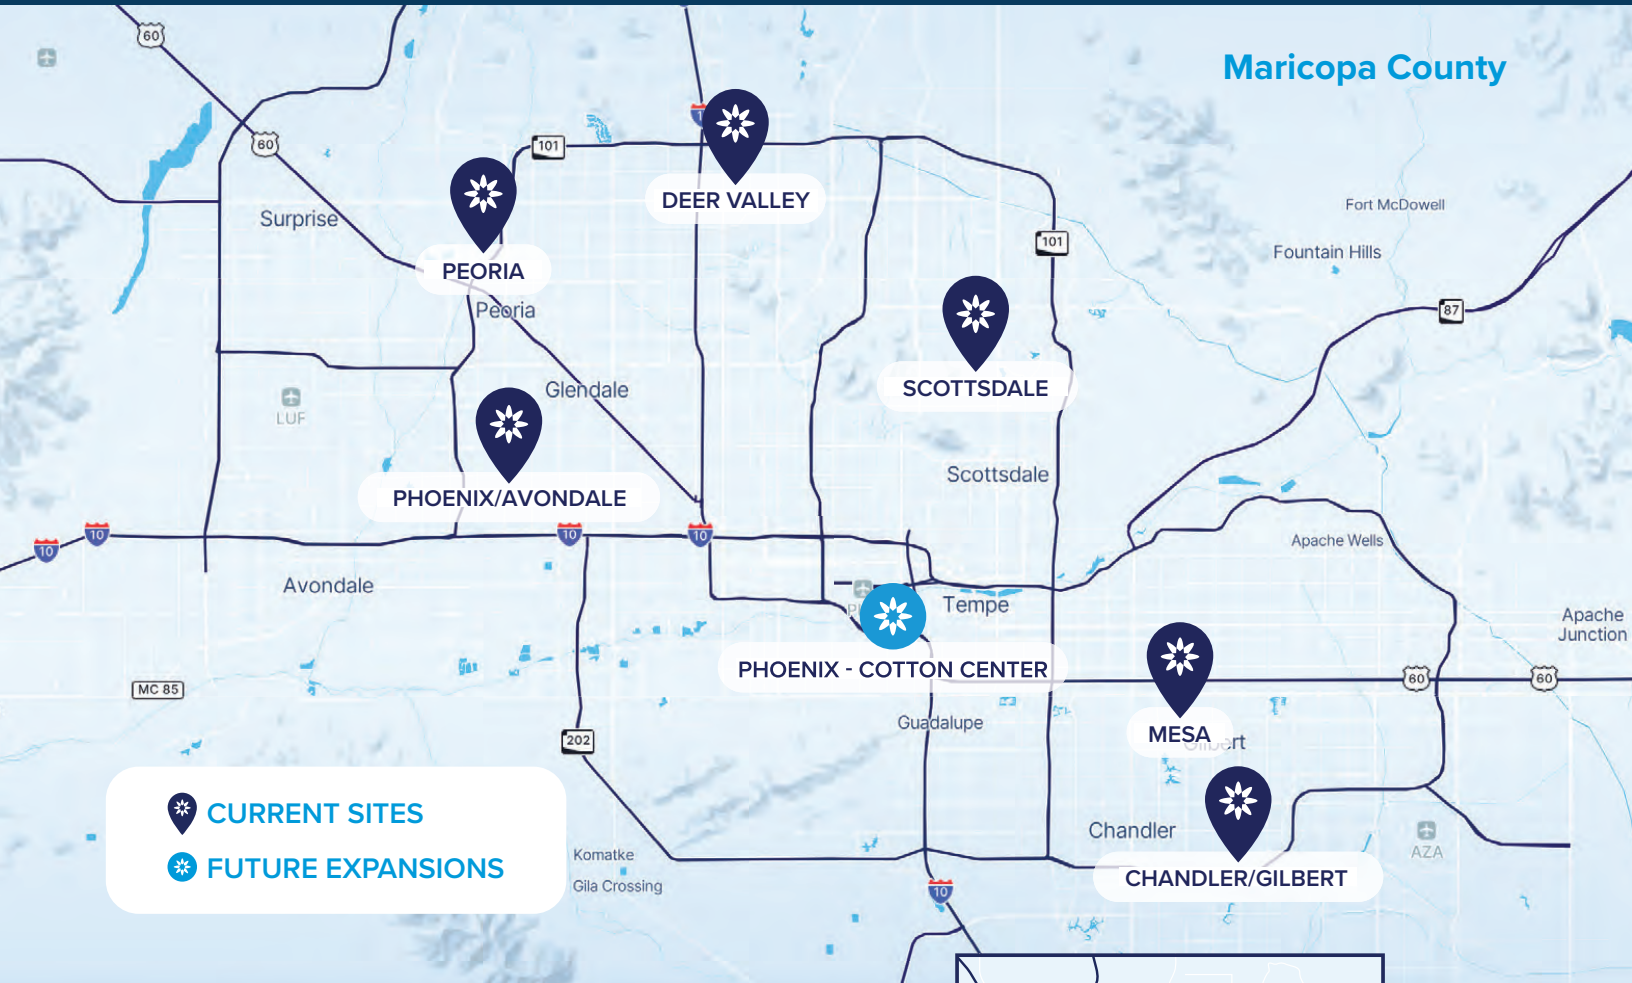 60
Maricopa County
60
101
DEER VALLEY
Surprise
Fort McDowell
101
Fountain Hills
PEORIA
Peoria
87
Glendale
SCOTTSDALE
LUF
Scottsdale
PHOENIX/AVONDALE
10
10
10
10
Apache Wells
Avondale
Tempe
Apache
Junction
PHOENIX - COTTON CENTER
60
60
MC 85
Guadalupe
MESA
202
CURRENT SITES
Chandler
AZA
Komatke
FUTURE EXPANSIONS
CHANDLER/GILBERT
Gila Crossing
10